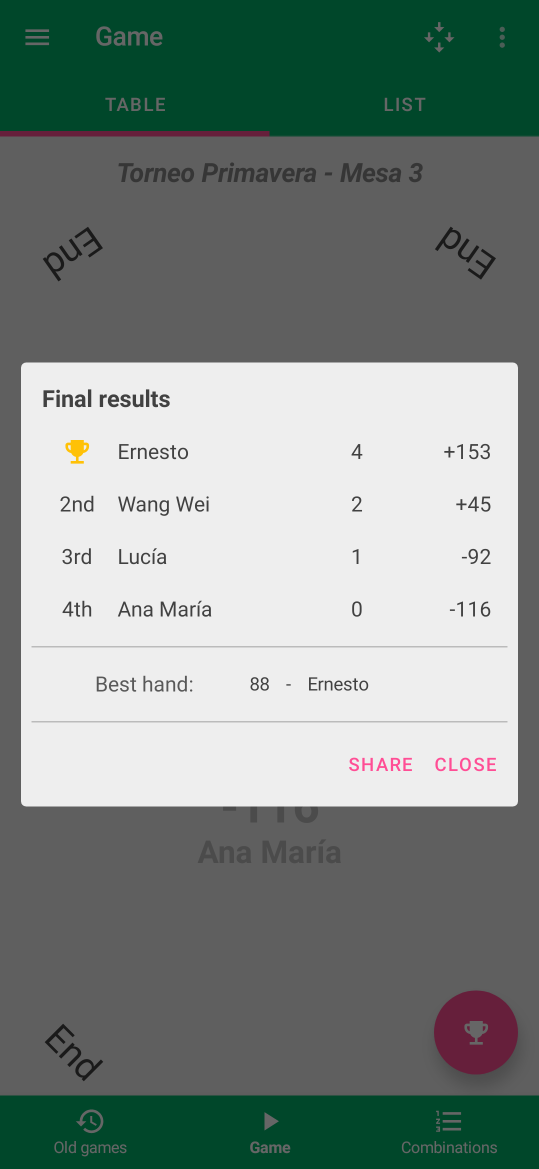 Game
TABLE LIST
Torneo Primavera - Mesa 3
End End
Final results
Ernesto 4 +153
2nd Wang Wei 2 +45
3rd Lucía 1 -92
4th Ana María 0 -116
Best hand: 88 - Ernesto
SHARE CLOSE
-116
Ana María
End
Old games Game Combinations